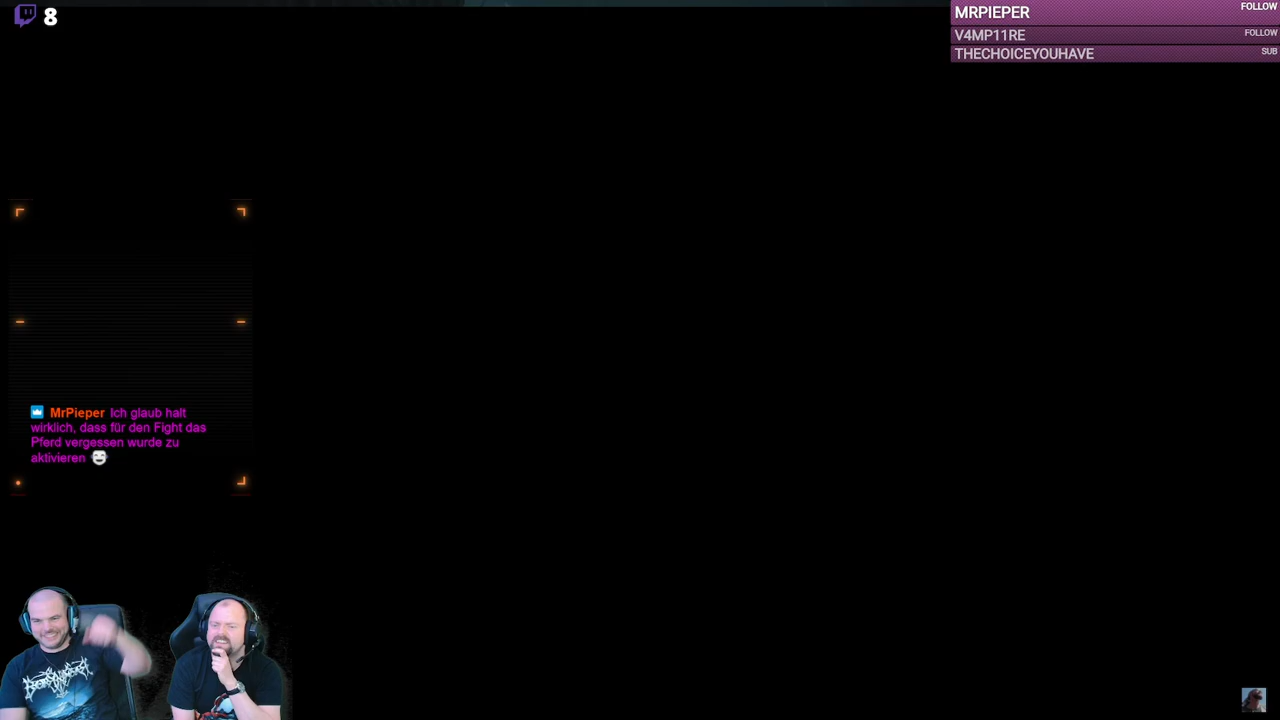 8
MRPIEPER FOLLOW
V4MP11RE FOLLOW
THECHOICEYOUHAVE SUB
MrPieper Ich glaub halt
wirklich, dass für den Fight das
Pferd vergessen wurde zu
aktivieren